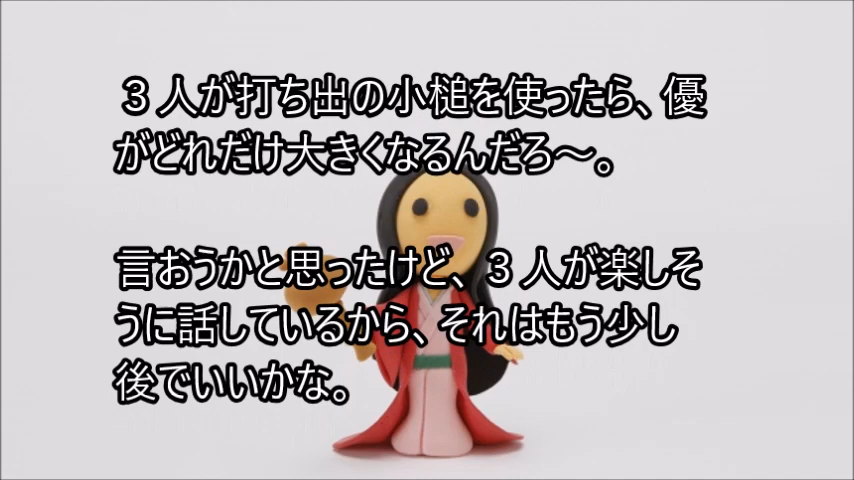 ３人が打ち出の小槌を使ったら、優
がどれだけ大きくなるんだろ～。
言おうかと思ったけど、３人が楽しそ
うに話しているから、それはもう少し
後でいいかな。